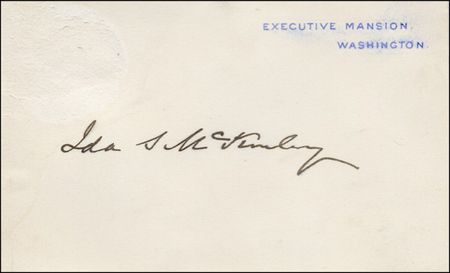 EXECUTIVE MANSION.
WASHINGTON.
Ida S McKinley